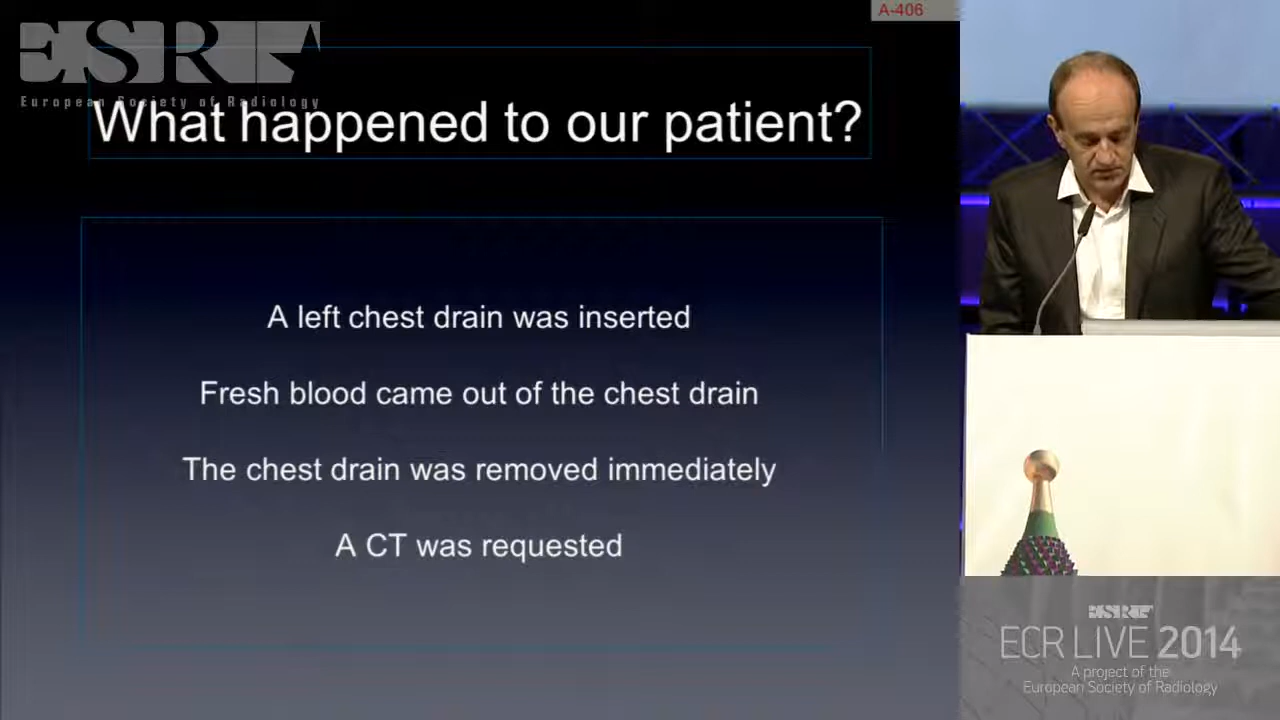 A-406
ESR
European Society of Radiology
What happened to our patient?
A left chest drain was inserted
Fresh blood came out of the chest drain
The chest drain was removed immediately
A CT was requested
ESR
ECR LIVE 2014
A project of the
European Society of Radiology